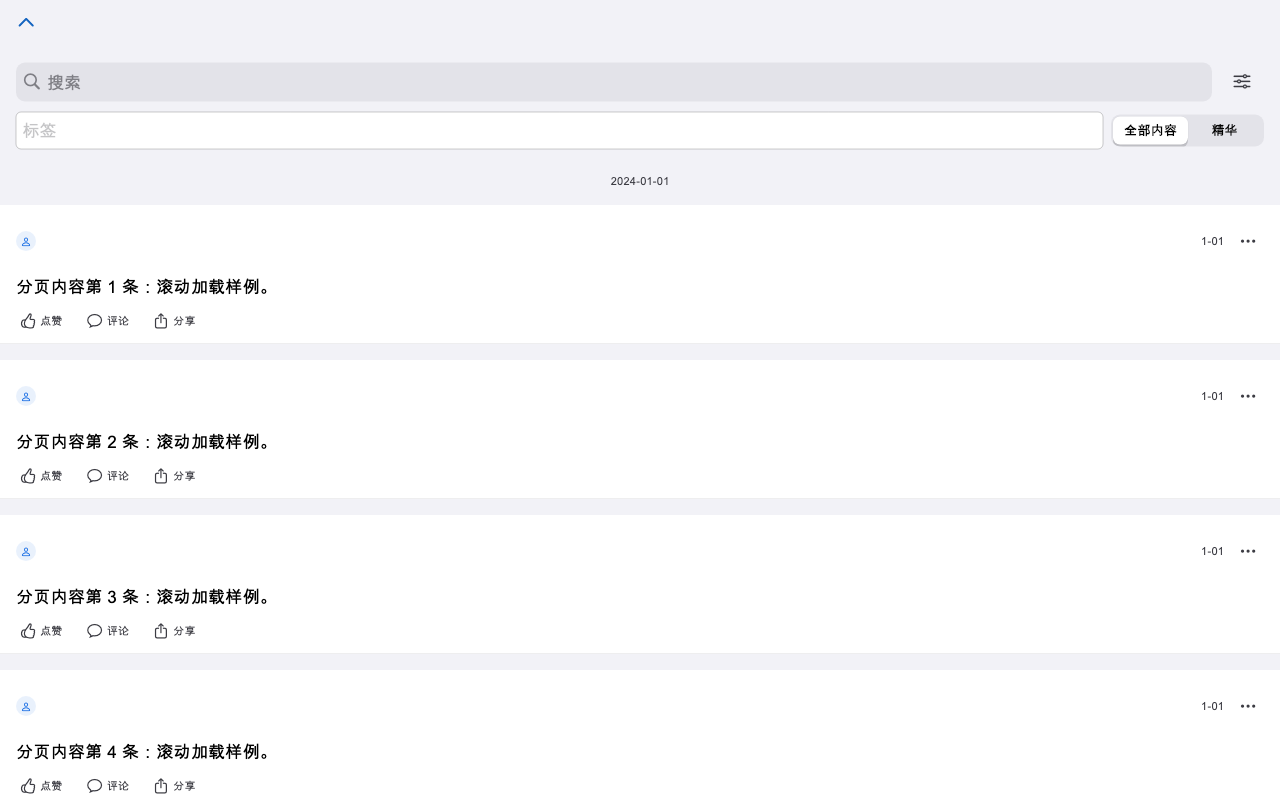 搜索
标签
全部内容 精华
2024-01-01
1-01
分页内容第 1 条：滚动加载样例。
点赞 评论 分享
1-01
分页内容第 2 条：滚动加载样例。
点赞 评论 分享
1-01
分页内容第 3 条：滚动加载样例。
点赞 评论 分享
1-01
分页内容第 4 条：滚动加载样例。
点赞 评论 分享